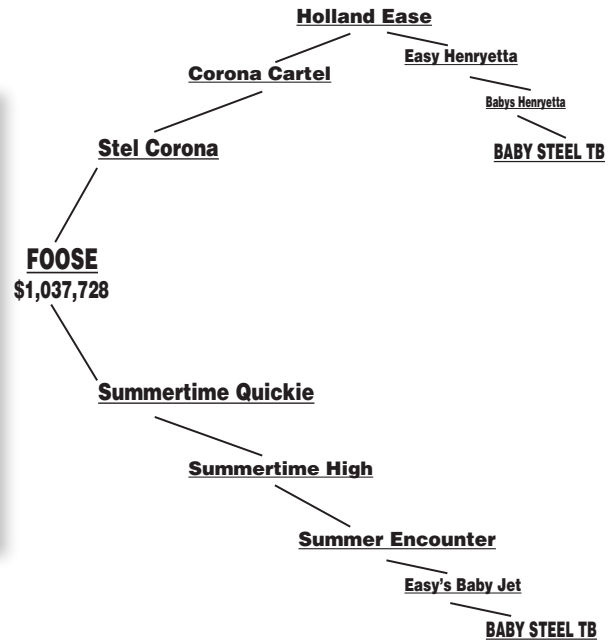 Holland Ease
Easy Henryetta
Corona Cartel
Babys Henryetta
Stel Corona
BABY STEEL TB
FOOSE
$1,037,728
Summertime Quickie
Summertime High
Summer Encounter
Easy's Baby Jet
BABY STEEL TB